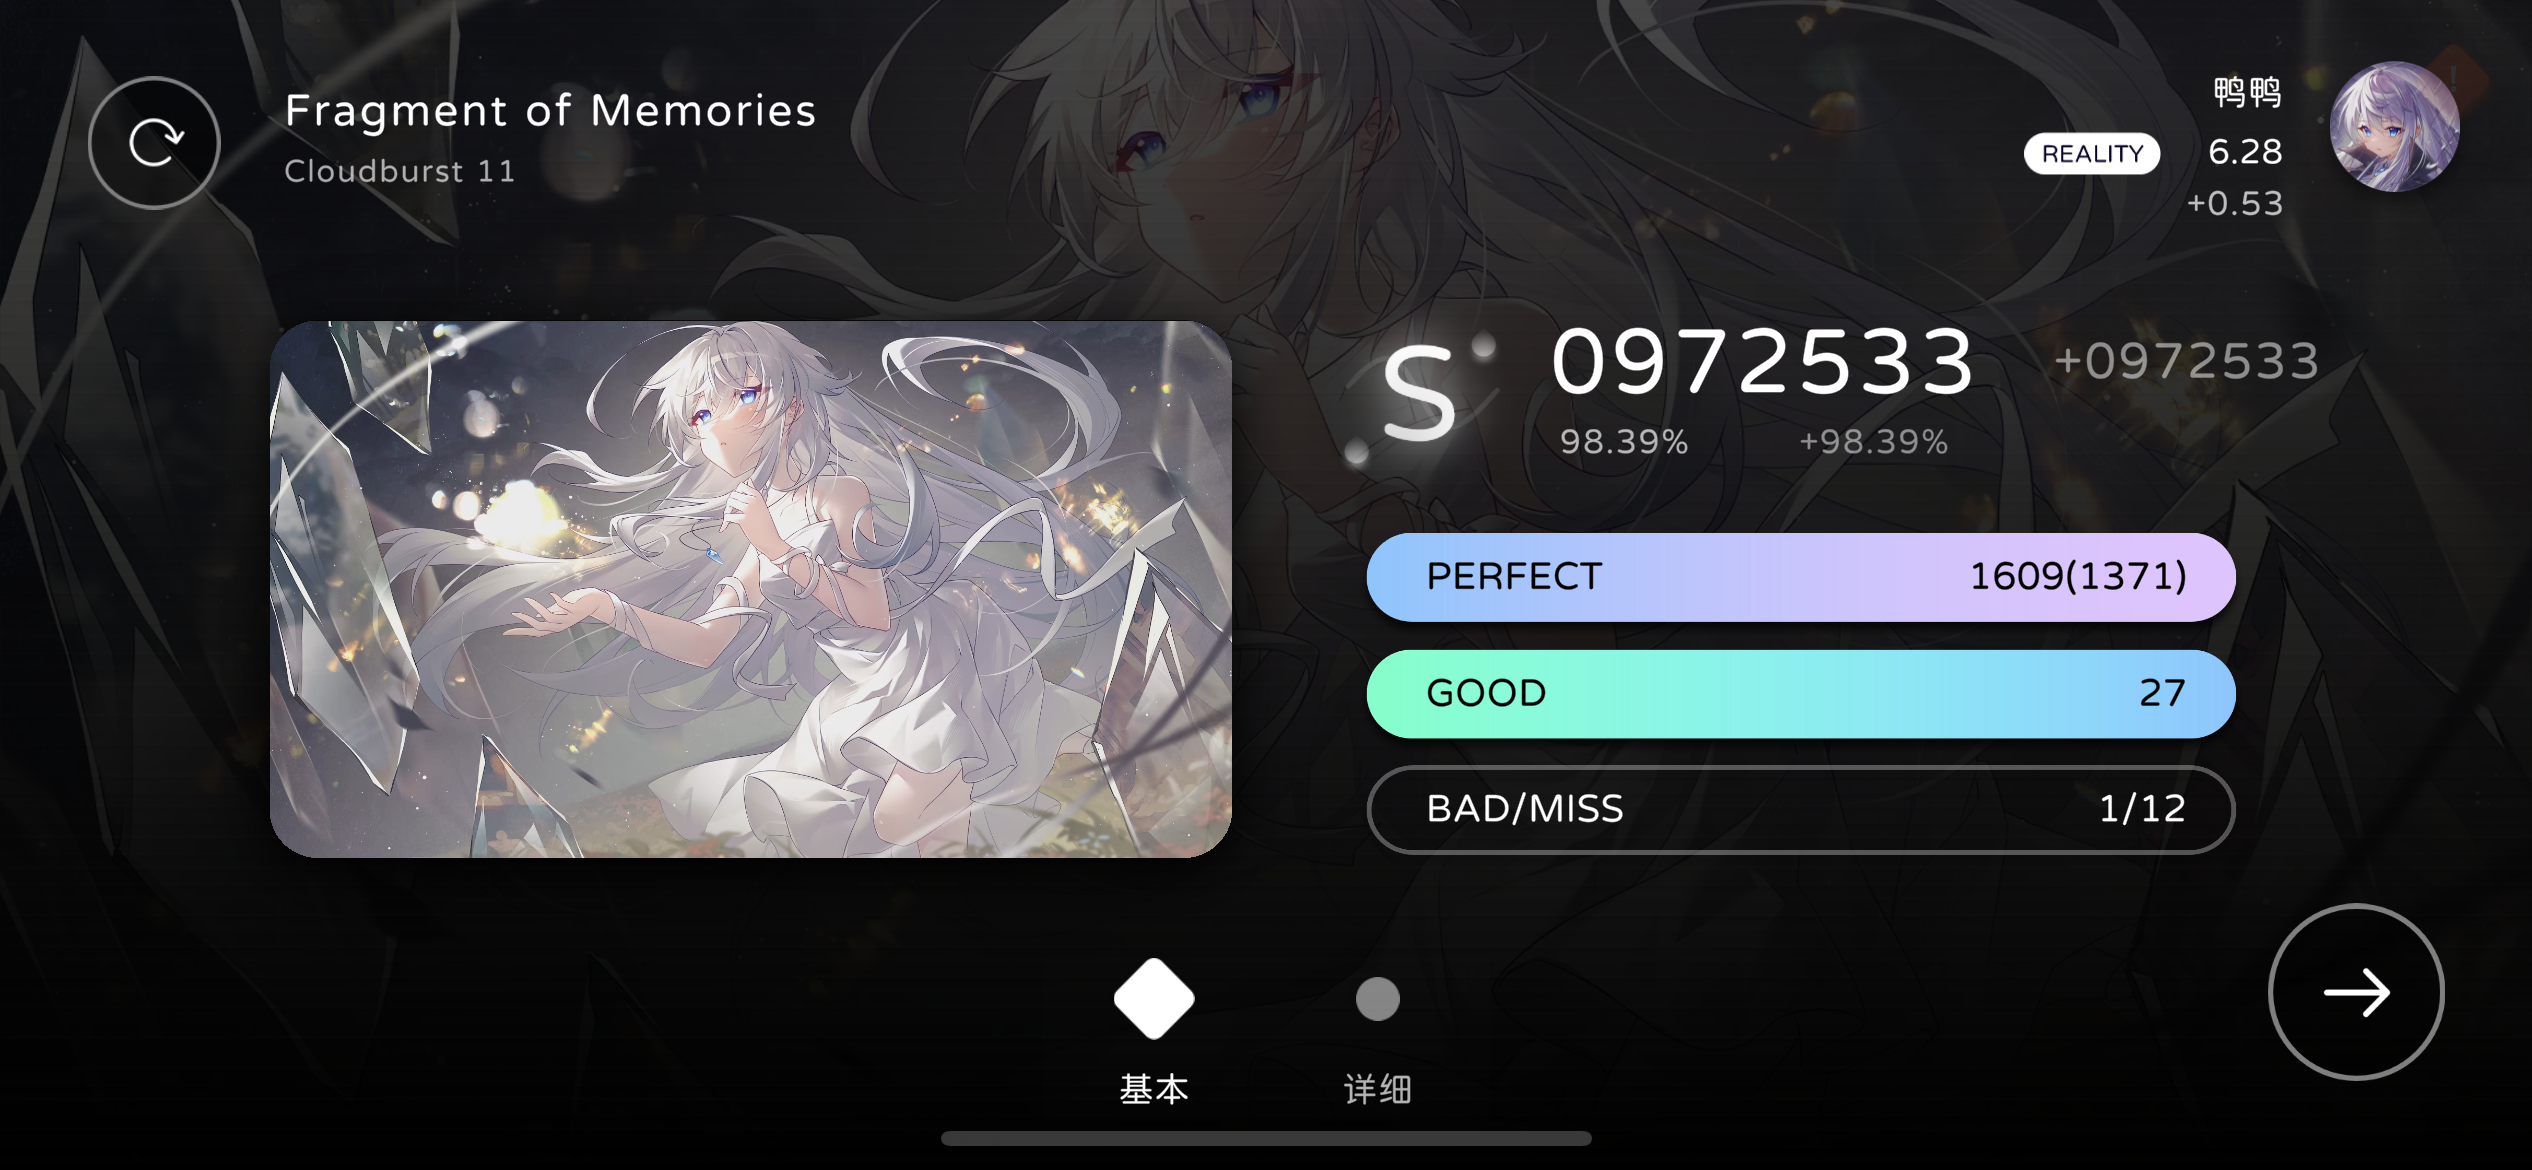 Fragment of Memories
Cloudburst 11
鸭鸭
REALITY 6.28
+0.53
S 0972533 +0972533
98.39% +98.39%
PERFECT 1609(1371)
GOOD 27
BAD/MISS 1/12
基本 详细